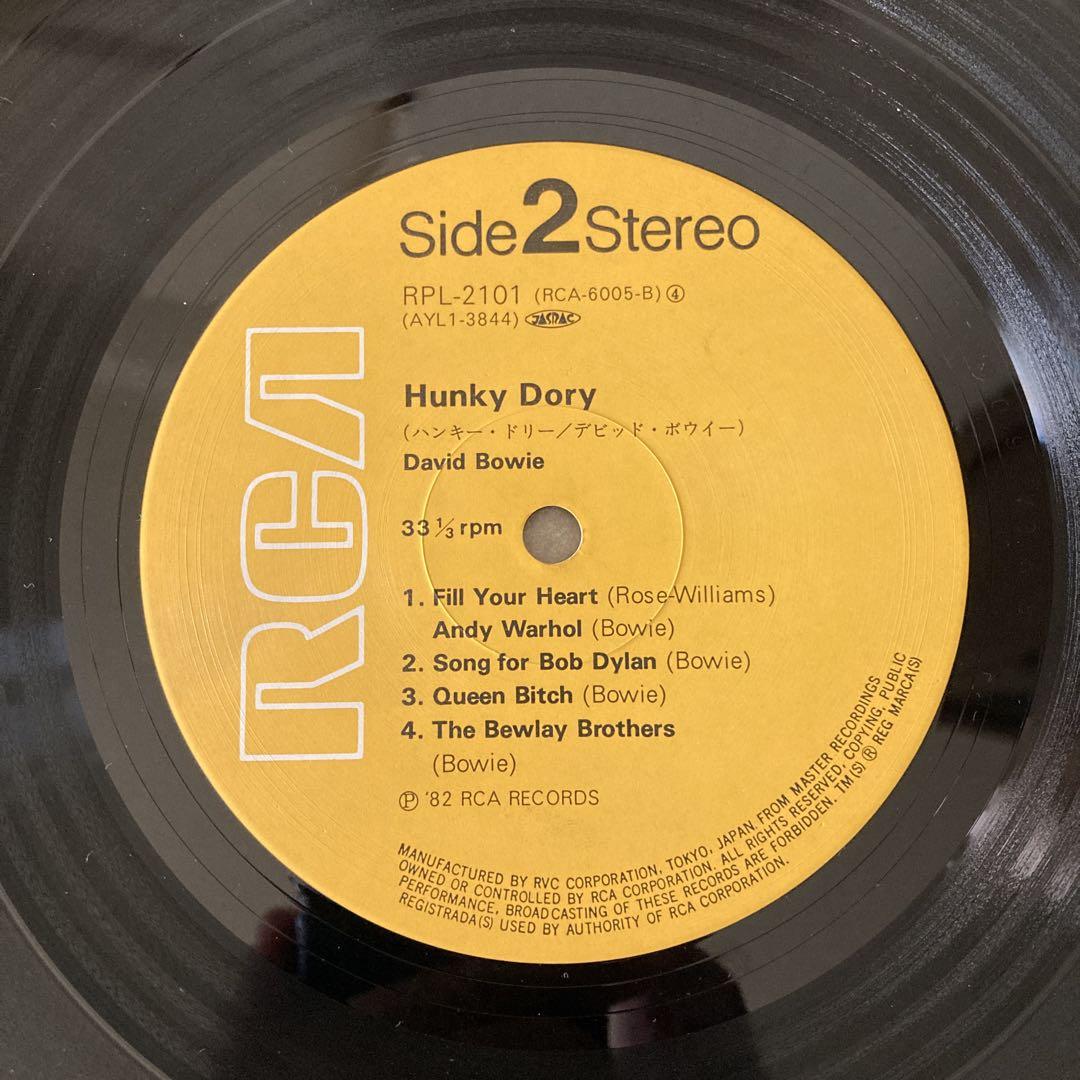 Side 2 Stereo
RPL-2101 (RCA-6005-B) ④
(AYL1-3844) JASRAC
RCA
Hunky Dory
(ハンキー・ドリー/デビッド・ボウイー)
David Bowie
33 1/3 rpm
1. Fill Your Heart (Rose-Williams)
Andy Warhol (Bowie)
2. Song for Bob Dylan (Bowie)
3. Queen Bitch (Bowie)
4. The Bewlay Brothers
(Bowie)
℗ '82 RCA RECORDS
MANUFACTURED BY RVC CORPORATION, TOKYO, JAPAN, FROM MASTER RECORDINGS
OWNED OR CONTROLLED BY RCA CORPORATION. ALL RIGHTS RESERVED, COPYING, PUBLIC
PERFORMANCE, BROADCASTING OF THESE RECORDS ARE FORBIDDEN. TM(S) ® REG MARCA(S)
REGISTRADA(S) USED BY AUTHORITY OF RCA CORPORATION.